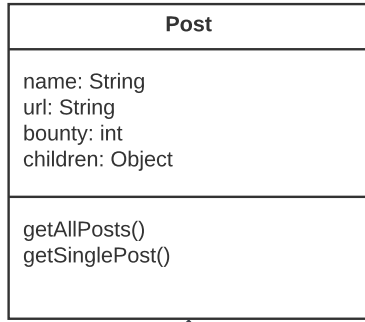 Post
name: String
url: String
bounty: int
children: Object
getAllPosts()
getSinglePost()